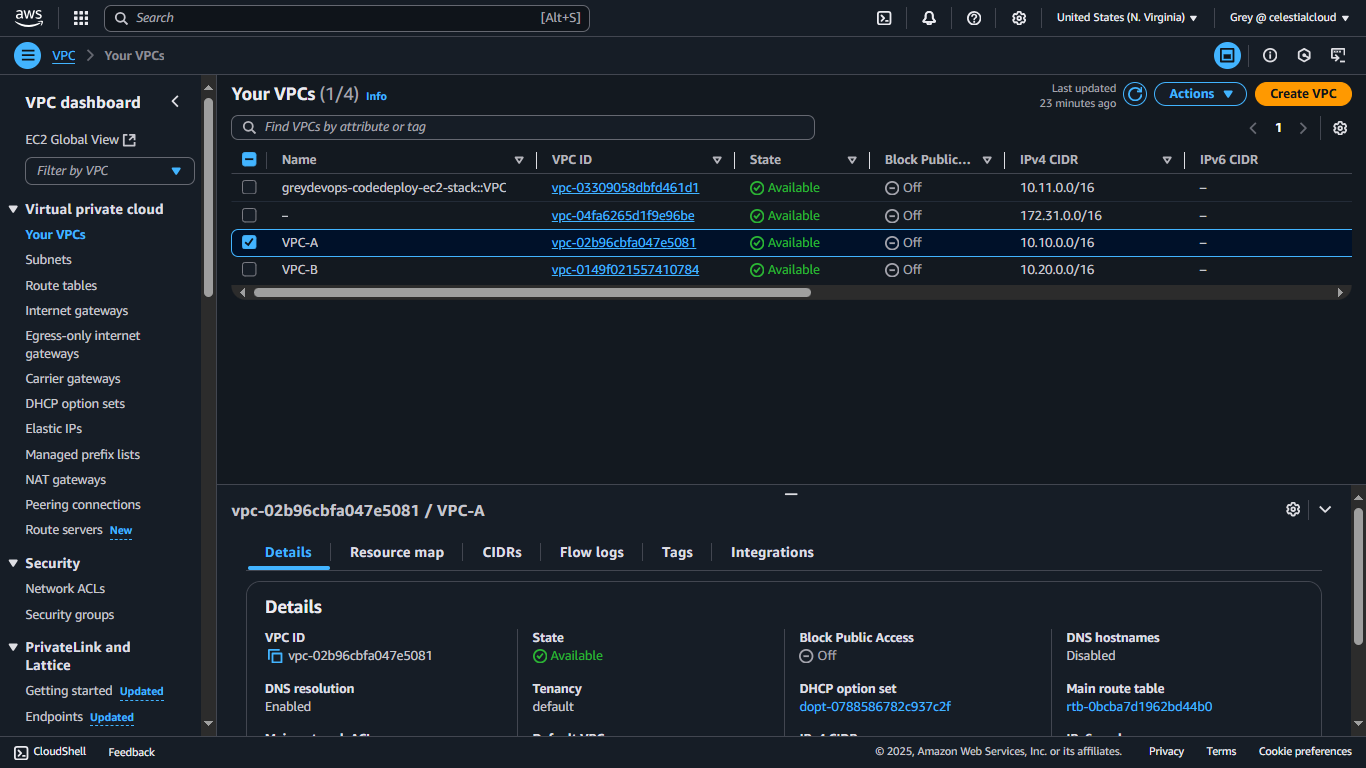 aws
Search [Alt+S]
United States (N. Virginia) Grey @ celestialcloud
VPC Your VPCs
VPC dashboard
EC2 Global View
Filter by VPC
Virtual private cloud
Your VPCs
Subnets
Route tables
Internet gateways
Egress-only internet
gateways
Carrier gateways
DHCP option sets
Elastic IPs
Managed prefix lists
NAT gateways
Peering connections
Route servers New
Security
Network ACLs
Security groups
PrivateLink and
Lattice
Getting started Updated
Endpoints Updated
Your VPCs (1/4) Info
Last updated
23 minutes ago
Actions
Create VPC
Find VPCs by attribute or tag
1
Name VPC ID State Block Public... IPv4 CIDR IPv6 CIDR
greydevops-codedeploy-ec2-stack::VPC vpc-03309058dbfd461d1 Available Off 10.11.0.0/16 –
– vpc-04fa6265d1f9e96be Available Off 172.31.0.0/16 –
VPC-A vpc-02b96cbfa047e5081 Available Off 10.10.0.0/16 –
VPC-B vpc-0149f021557410784 Available Off 10.20.0.0/16 –
vpc-02b96cbfa047e5081 / VPC-A
Details Resource map CIDRs Flow logs Tags Integrations
Details
VPC ID State Block Public Access DNS hostnames
vpc-02b96cbfa047e5081 Available Off Disabled
DNS resolution Tenancy DHCP option set Main route table
Enabled default dopt-0788586782c937c2f rtb-0bcba7d1962bd44b0
CloudShell Feedback © 2025, Amazon Web Services, Inc. or its affiliates. Privacy Terms Cookie preferences